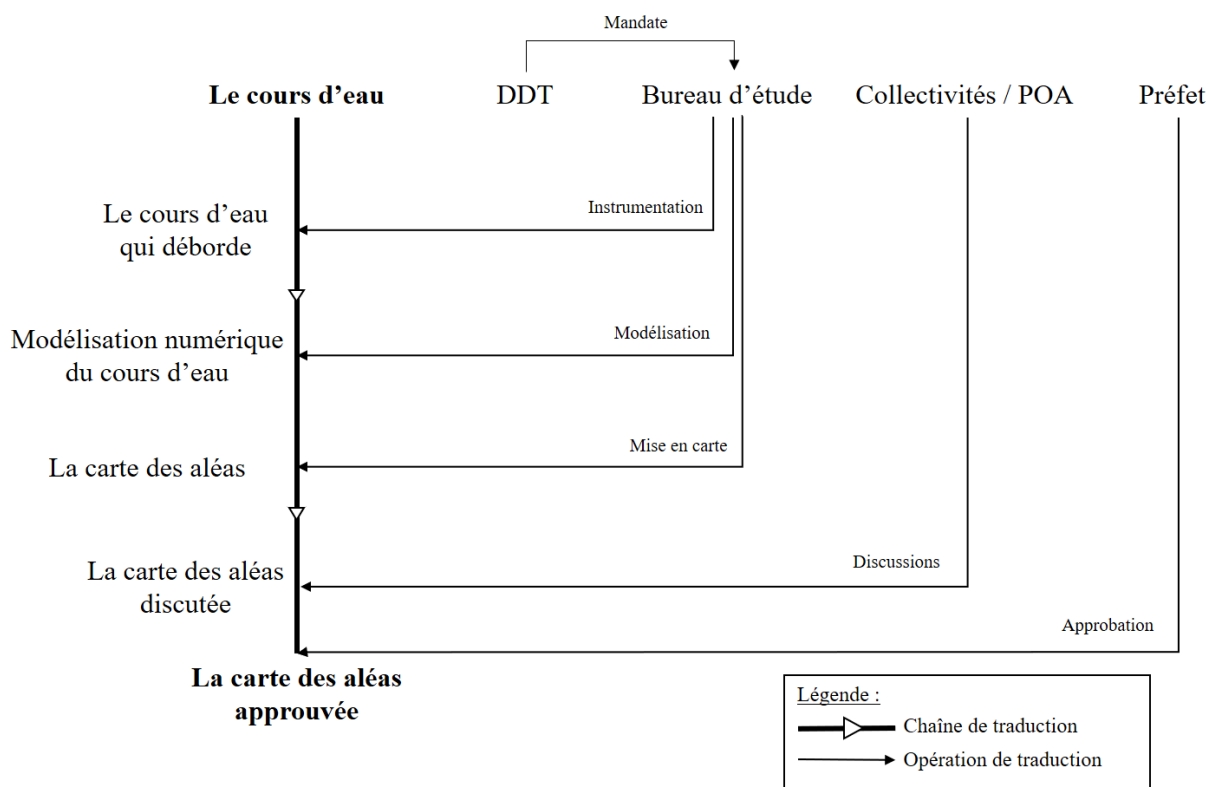 Mandate
Le cours d’eau
DDT
Bureau d’étude
Collectivités / POA
Préfet
Instrumentation
Le cours d’eau
qui déborde
Modélisation
Modélisation numérique
du cours d’eau
Mise en carte
La carte des aléas
Discussions
La carte des aléas
discutée
Approbation
La carte des aléas
approuvée
Légende :
Chaîne de traduction
Opération de traduction